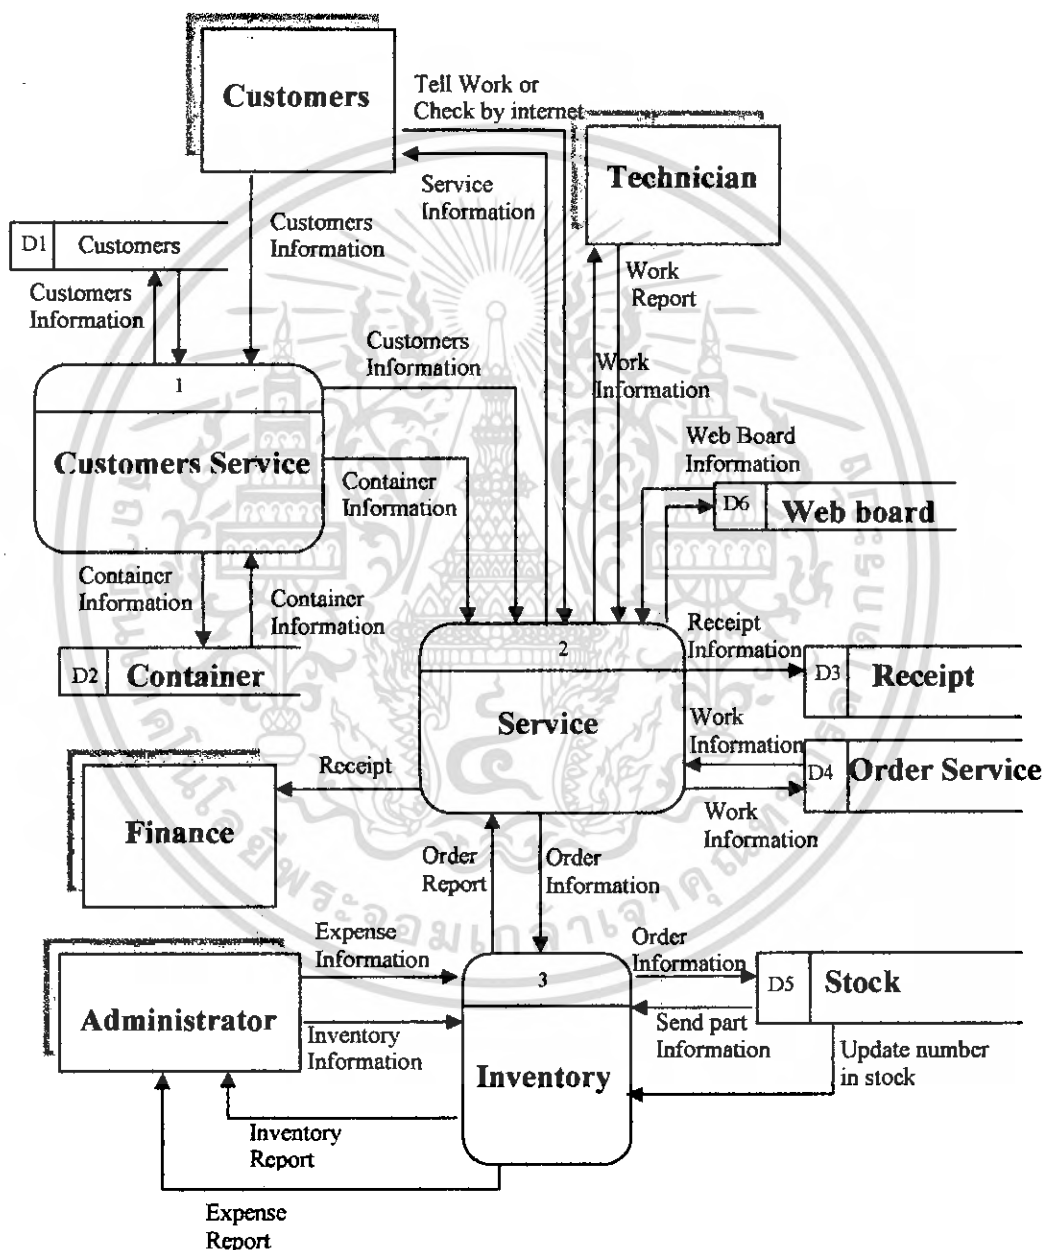 Customers
Tell Work or
Check by internet
Technician
Service
Information
Customers
Information
D1 Customers
Customers
Information
Work
Report
Customers
Information
Work
Information
1
Customers Service
Container
Information
Web Board
Information
D6 Web board
Container
Information
Container
Information
D2 Container
2
Service
Receipt
Information
D3 Receipt
Work
Information
D4 Order Service
Work
Information
Receipt
Finance
Order
Report
Order
Information
Expense
Information
Administrator
Inventory
Information
3
Inventory
Order
Information
D5 Stock
Send part
Information
Update number
in stock
Inventory
Report
Expense
Report